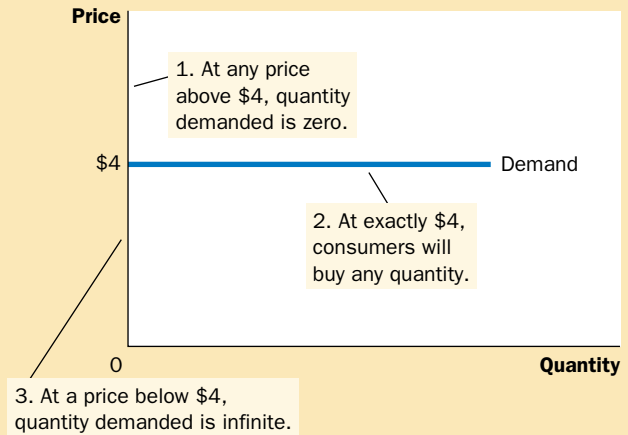 Price
1. At any price
above $4, quantity
demanded is zero.
$4
Demand
2. At exactly $4,
consumers will
buy any quantity.
0
Quantity
3. At a price below $4,
quantity demanded is infinite.